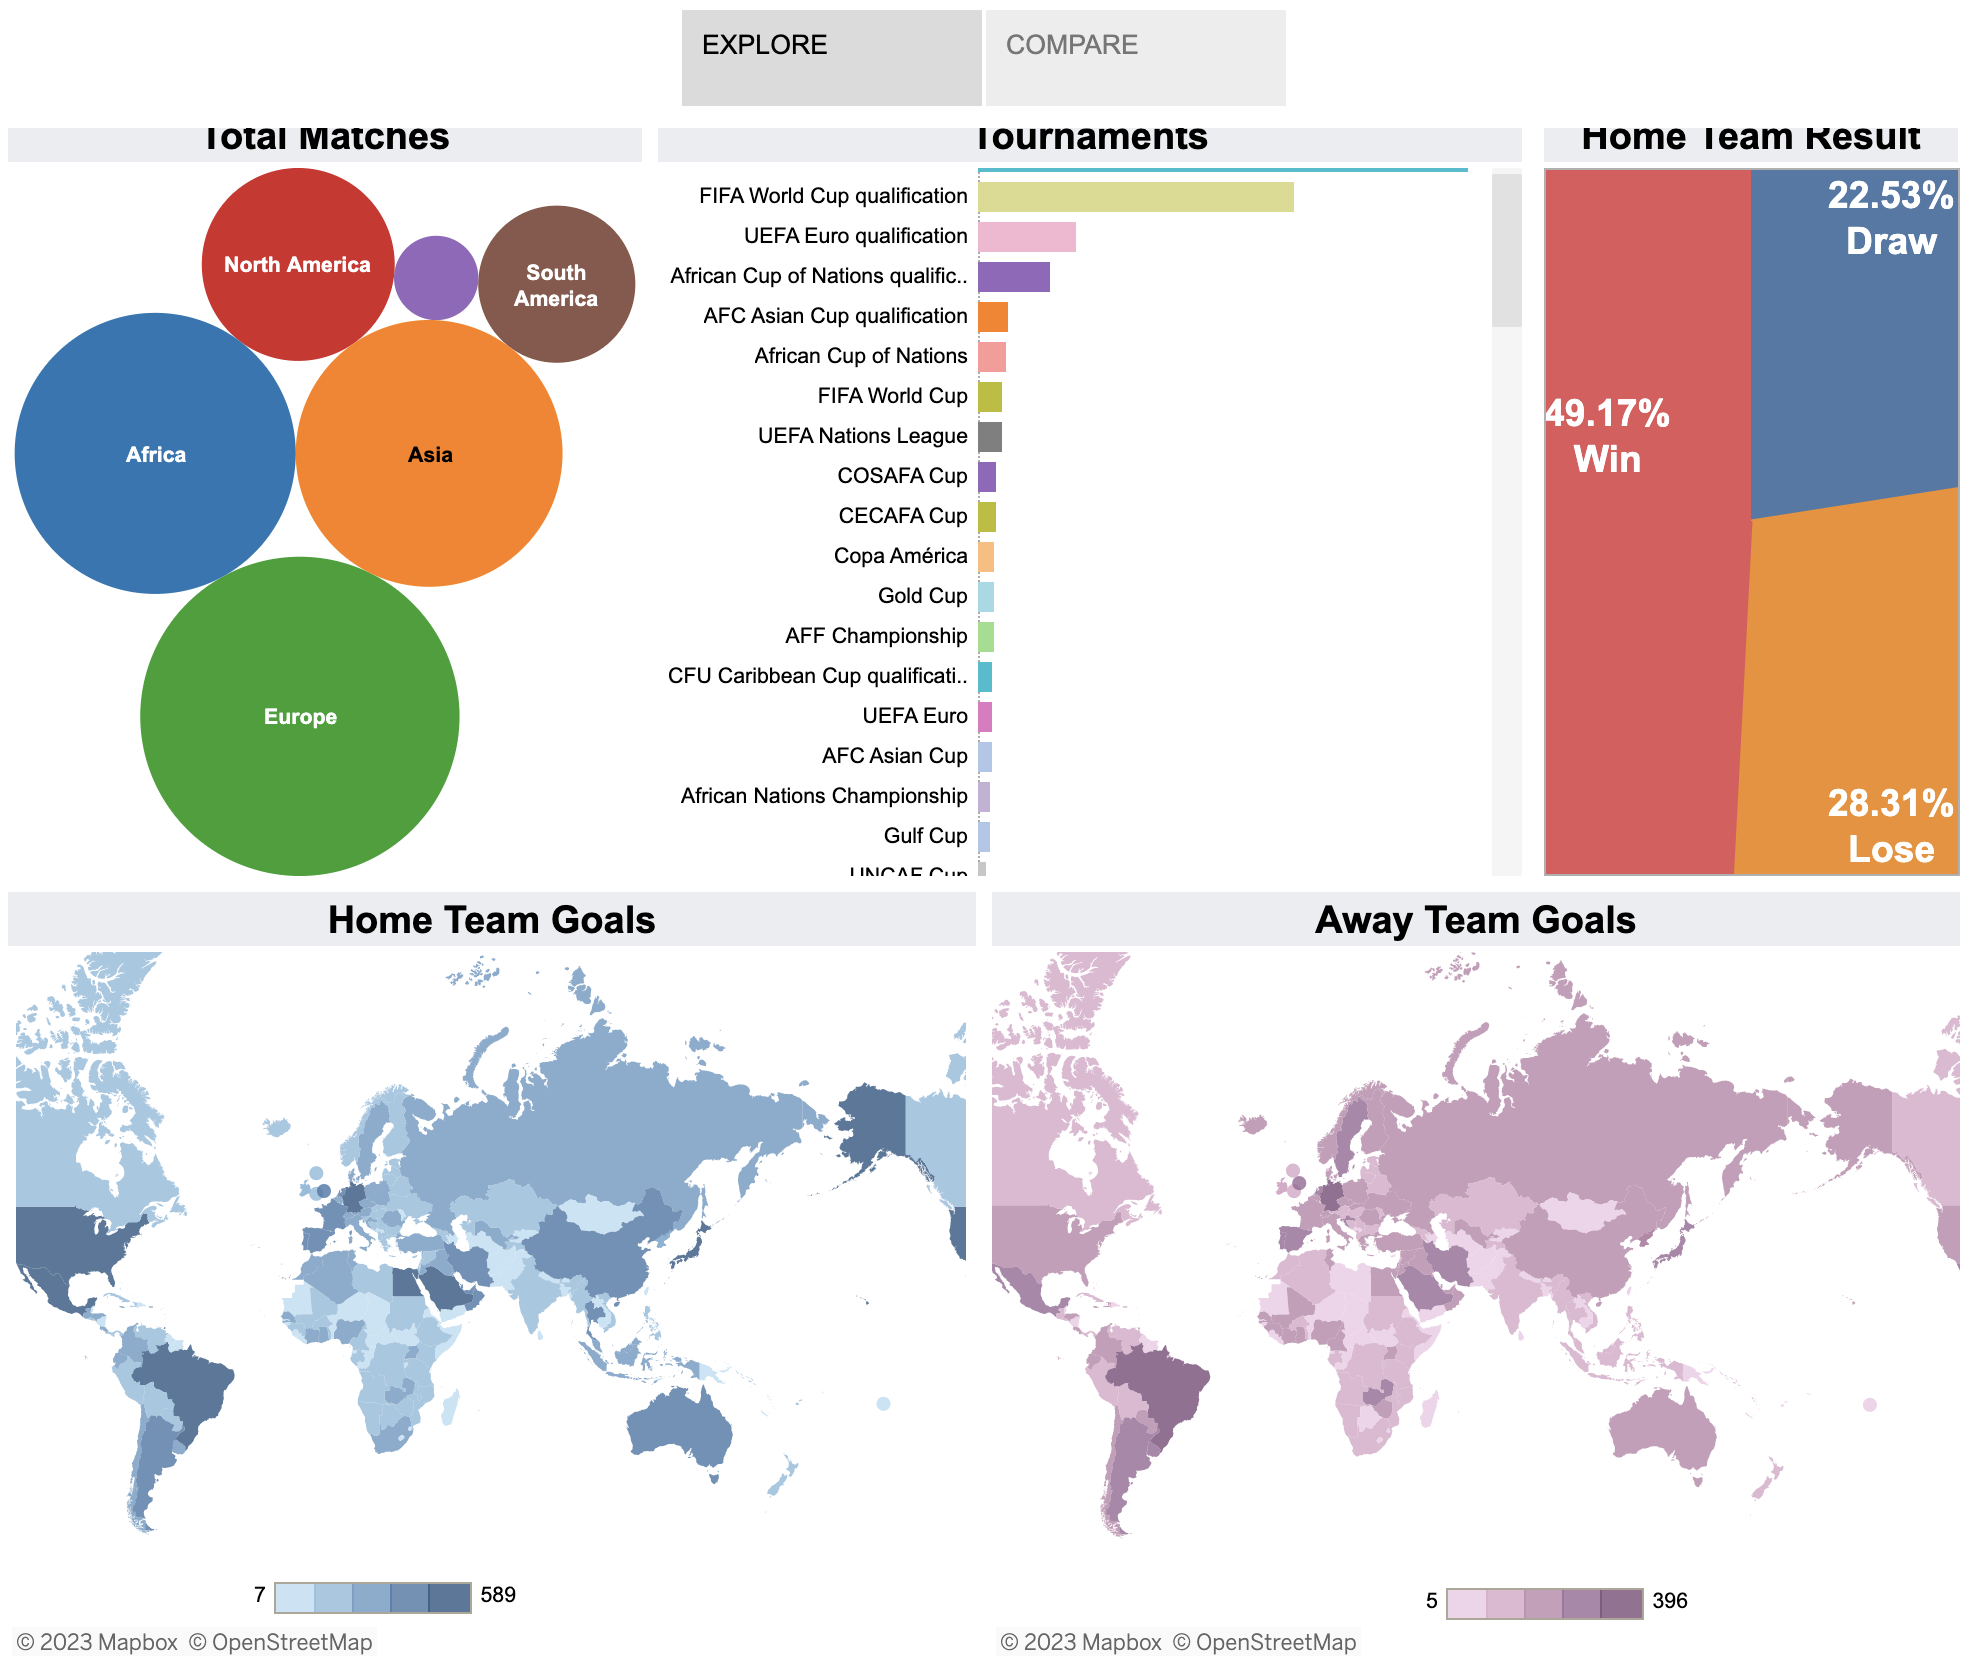 EXPLORE
COMPARE
Total Matches
Tournaments
Home Team Result
North America
South
America
Africa
Asia
Europe
FIFA World Cup qualification
UEFA Euro qualification
African Cup of Nations qualific..
AFC Asian Cup qualification
African Cup of Nations
FIFA World Cup
UEFA Nations League
COSAFA Cup
CECAFA Cup
Copa América
Gold Cup
AFF Championship
CFU Caribbean Cup qualificati..
UEFA Euro
AFC Asian Cup
African Nations Championship
Gulf Cup
UNCAF Cup
22.53%
Draw
49.17%
Win
28.31%
Lose
Home Team Goals
Away Team Goals
7
589
© 2023 Mapbox © OpenStreetMap
5
396
© 2023 Mapbox © OpenStreetMap